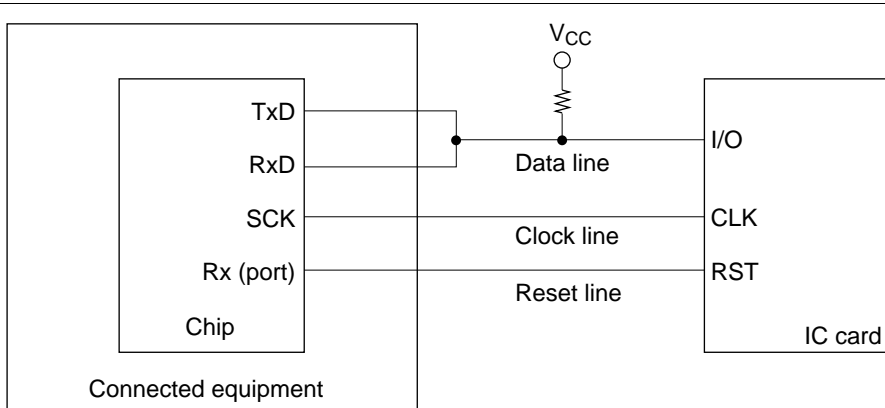 VCC
TxD
I/O
RxD
Data line
SCK
CLK
Clock line
Rx (port)
RST
Reset line
Chip
IC card
Connected equipment